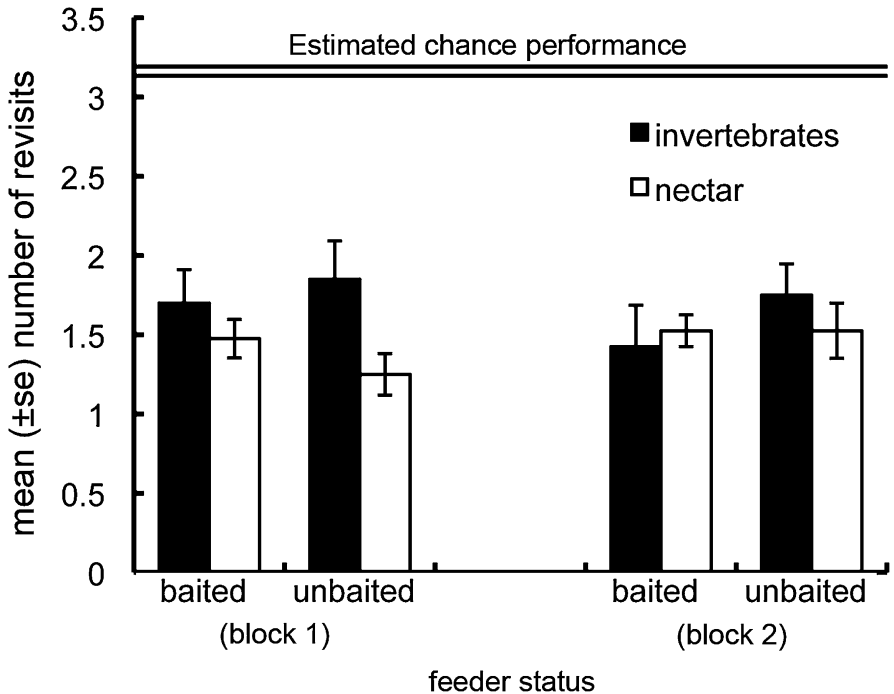 3.5
Estimated chance performance
3
invertebrates
2.5
nectar
2
1.5
1
0.5
0
mean (±se) number of revisits
baited unbaited baited unbaited
(block 1) (block 2)
feeder status